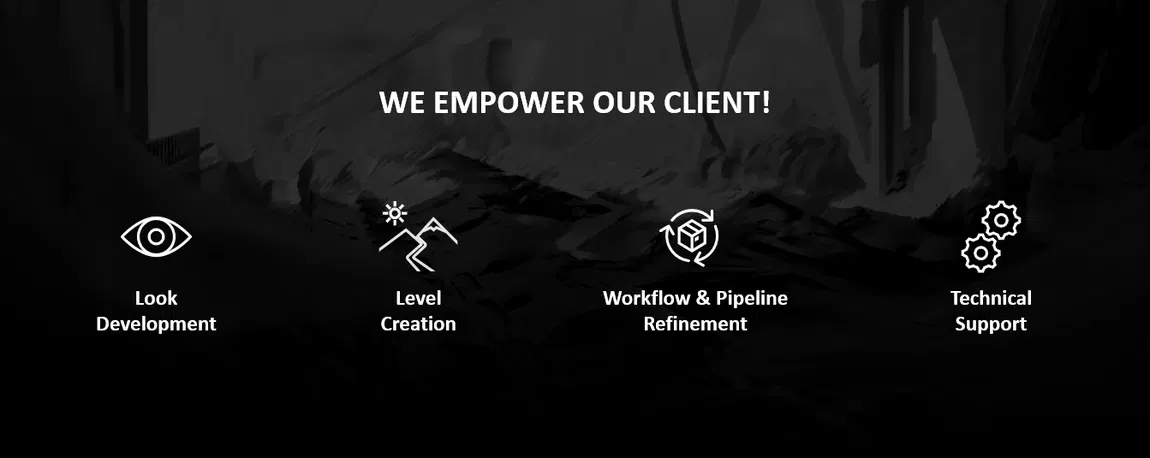 WE EMPOWER OUR CLIENT!
Look
Development
Level
Creation
Workflow & Pipeline
Refinement
Technical
Support